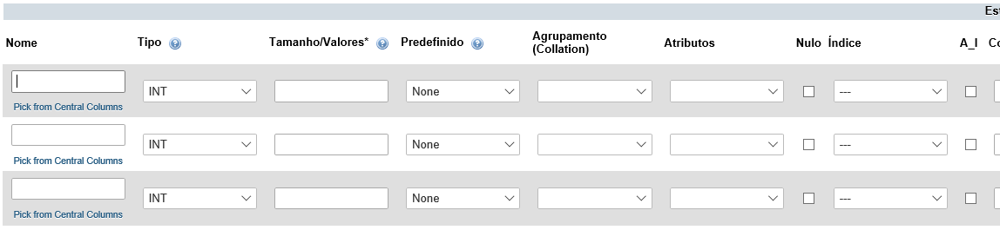 Est
Nome Tipo Tamanho/Valores* Predefinido Agrupamento (Collation) Atributos Nulo Índice A_I Co
INT None ---
Pick from Central Columns
INT None ---
Pick from Central Columns
INT None ---
Pick from Central Columns